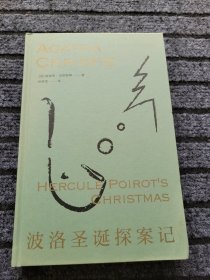 AGATHA
CHRISTIE
HERCULE POIROT'S
CHRISTMAS
波洛圣诞探案记